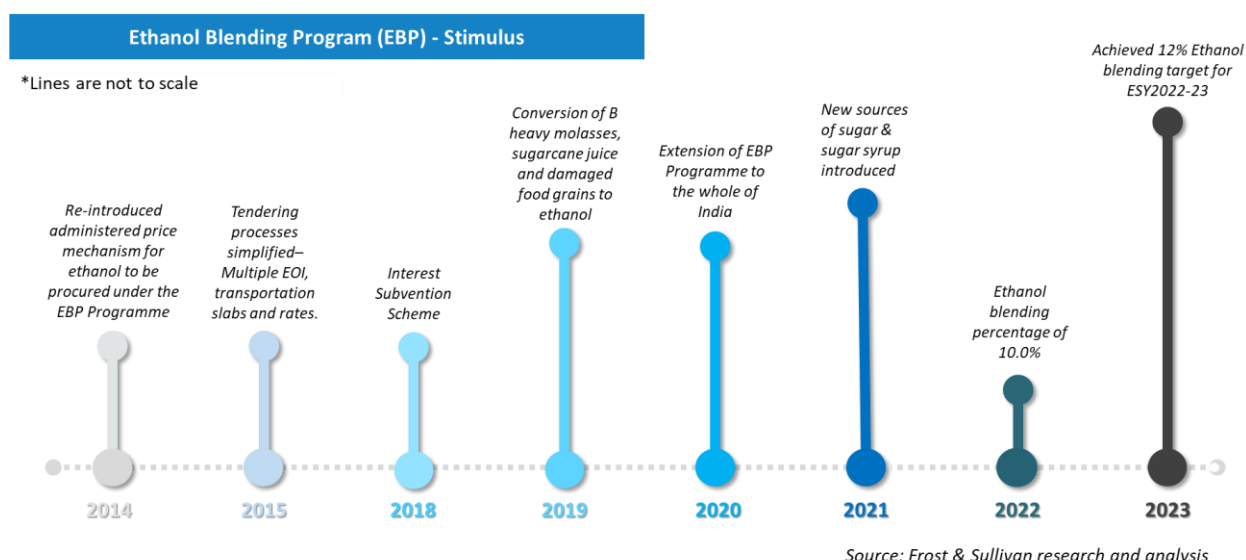 Ethanol Blending Program (EBP) - Stimulus
*Lines are not to scale
Re-introduced
administered price
mechanism for
ethanol to be
procured under the
EBP Programme
Tendering
processes
simplified–
Multiple EOI,
transportation
slabs and rates.
Interest
Subvention
Scheme
Conversion of B
heavy molasses,
sugarcane juice
and damaged
food grains to
ethanol
Extension of EBP
Programme to
the whole of
India
New sources
of sugar &
sugar syrup
introduced
Ethanol
blending
percentage of
10.0%
Achieved 12% Ethanol
blending target for
ESY2022-23
2014
2015
2018
2019
2020
2021
2022
2023
Source: Frost & Sullivan research and analysis